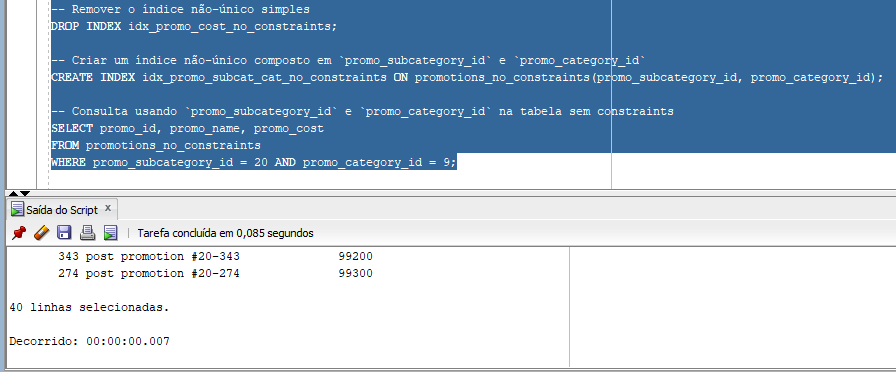 -- Remover o índice não-único simples
DROP INDEX idx_promo_cost_no_constraints;
-- Criar um índice não-único composto em `promo_subcategory_id` e `promo_category_id`
CREATE INDEX idx_promo_subcat_cat_no_constraints ON promotions_no_constraints(promo_subcategory_id, promo_category_id);
-- Consulta usando `promo_subcategory_id` e `promo_category_id` na tabela sem constraints
SELECT promo_id, promo_name, promo_cost
FROM promotions_no_constraints
WHERE promo_subcategory_id = 20 AND promo_category_id = 9;
Saída do Script x
Tarefa concluída em 0,085 segundos
343 post promotion #20-343 99200
274 post promotion #20-274 99300
40 linhas selecionadas.
Decorrido: 00:00:00.007